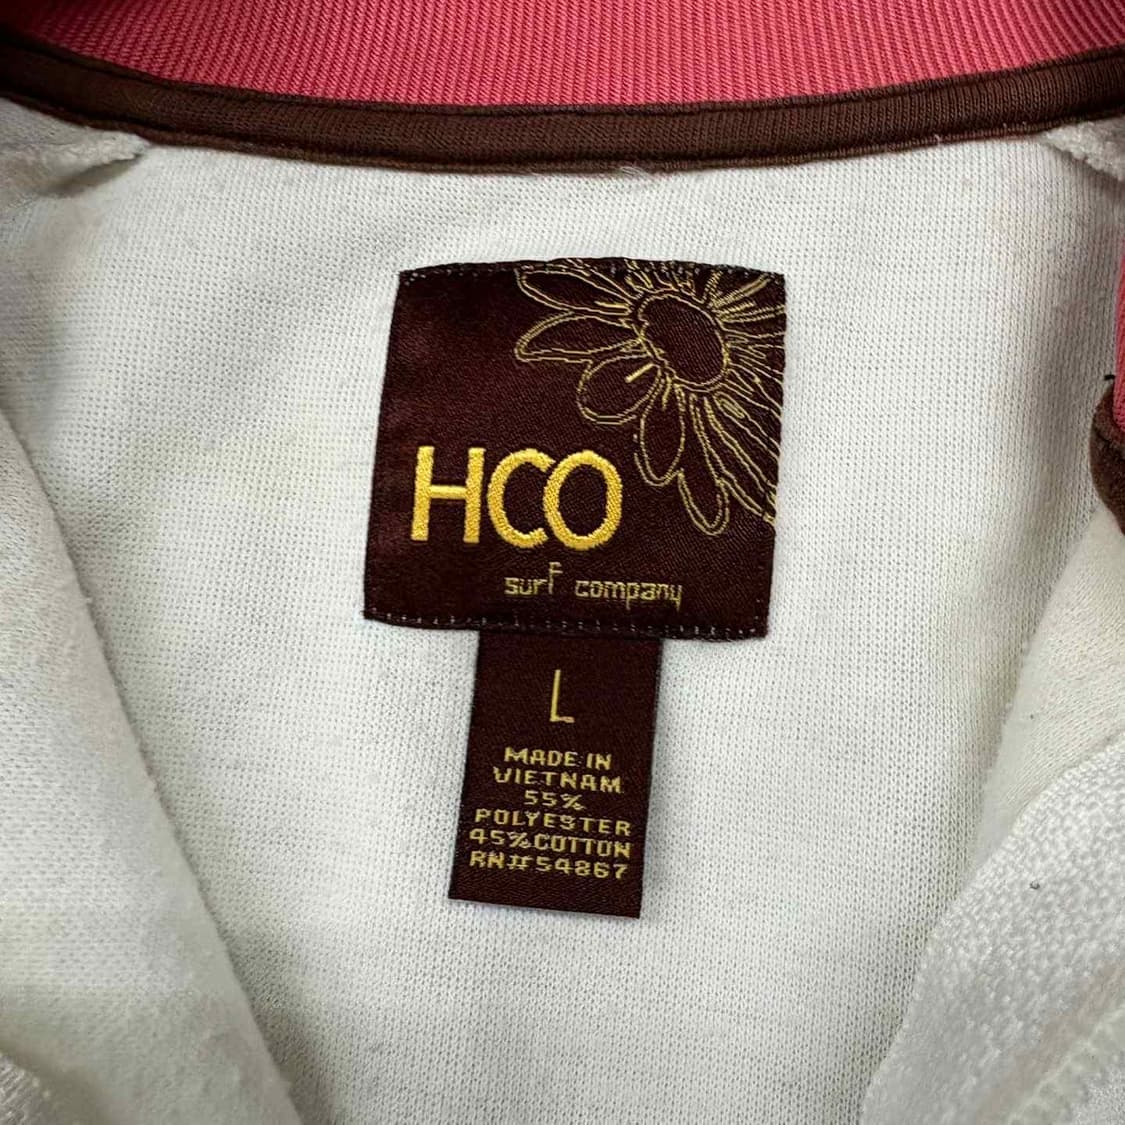 HCO
surf company
L
MADE IN
VIETNAM
55%
POLYESTER
45%COTTON
RN#54867